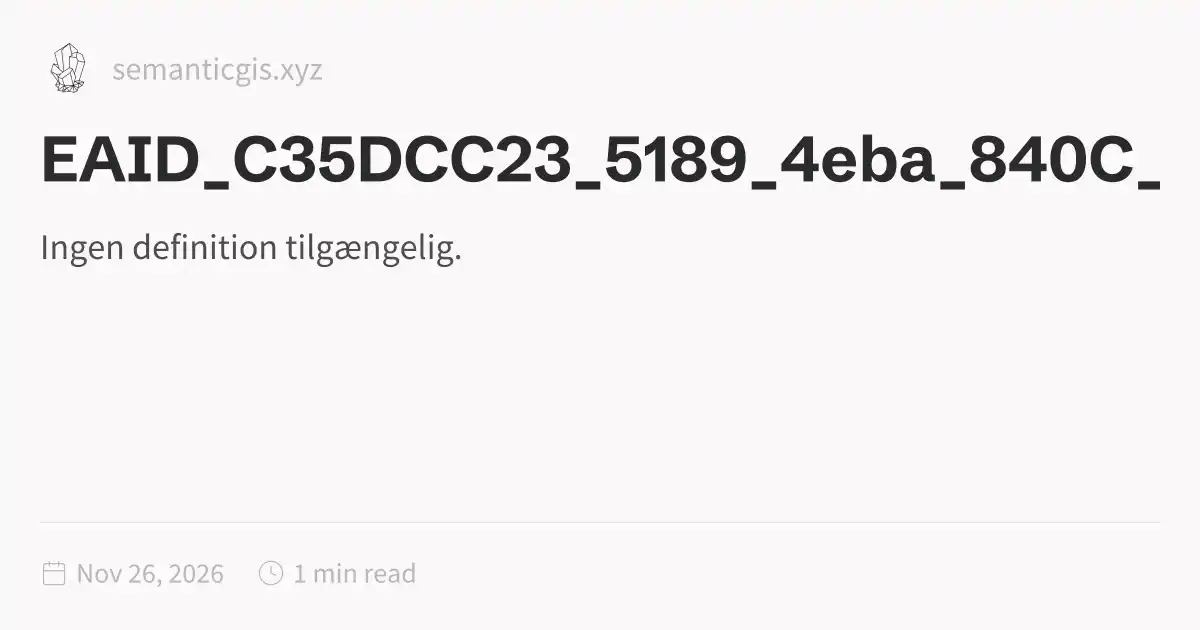 semanticgis.xyz
EAID_C35DCC23_5189_4eba_840C_
Ingen definition tilgængelig.
Nov 26, 2026 1 min read